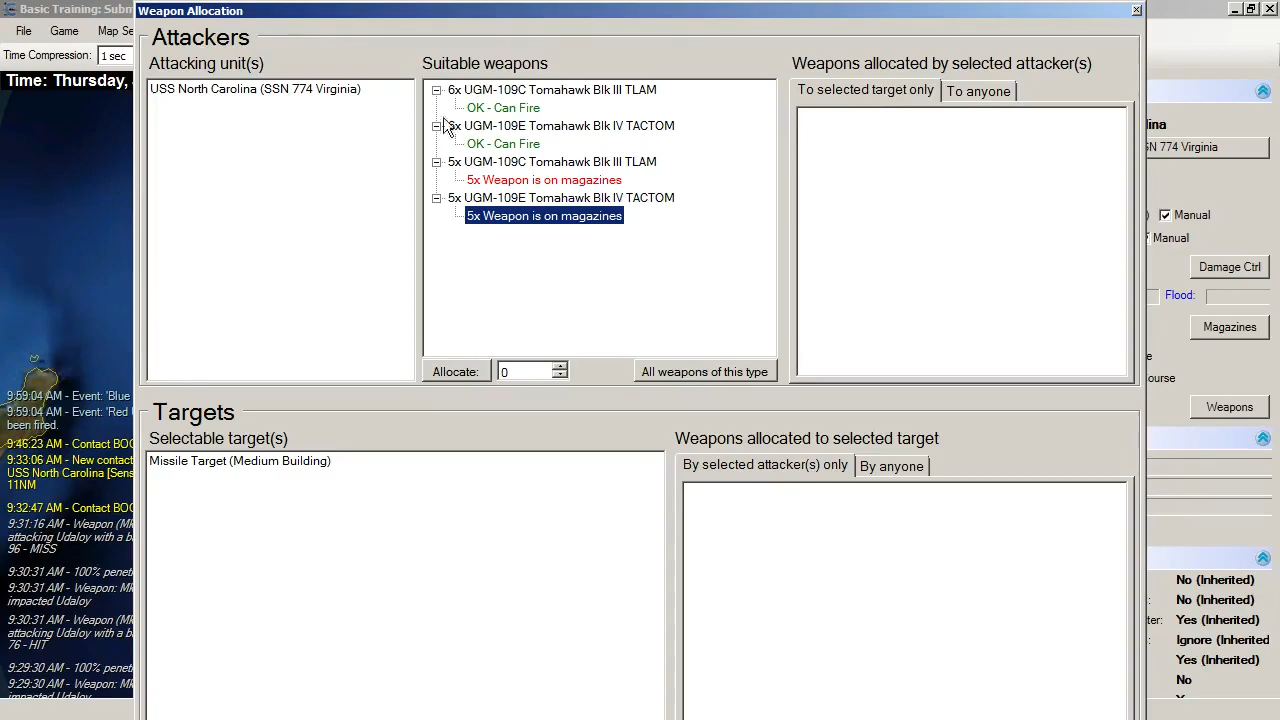 Basic Training: Subm
Weapon Allocation
File Game Map Se
Time Compression: 1 sec
Time: Thursday,
Attackers
Attacking unit(s)
USS North Carolina (SSN 774 Virginia)
Suitable weapons
6x UGM-109C Tomahawk Blk III TLAM
OK - Can Fire
x UGM-109E Tomahawk Blk IV TACTOM
OK - Can Fire
5x UGM-109C Tomahawk Blk III TLAM
5x Weapon is on magazines
5x UGM-109E Tomahawk Blk IV TACTOM
5x Weapon is on magazines
Allocate: 0 All weapons of this type
Weapons allocated by selected attacker(s)
To selected target only To anyone
Targets
Selectable target(s)
Missile Target (Medium Building)
Weapons allocated to selected target
By selected attacker(s) only By anyone
9:59:04 AM - Event: 'Blue
9:59:04 AM - Event: 'Red
been fired.
9:46:23 AM - Contact BOG
9:33:06 AM - New contact
USS North Carolina [Sens
11NM
9:32:47 AM - Contact BOG
9:31:16 AM - Weapon (Mk
attacking Udaloy with a ba
96 - MISS
9:30:31 AM - 100% penetr
9:30:31 AM - Weapon: Mk
impacted Udaloy
9:30:31 AM - Weapon (Mk
attacking Udaloy with a ba
76 - HIT
9:29:30 AM - 100% penetr
9:29:30 AM - Weapon: Mk
impacted Udaloy
lina
SN 774 Virginia
Manual
Manual
Damage Ctrl
Flood:
Magazines
e
ourse
Weapons
No (Inherited)
No (Inherited)
ter: Yes (Inherited)
Ignore (Inherited
Yes (Inherited)
No